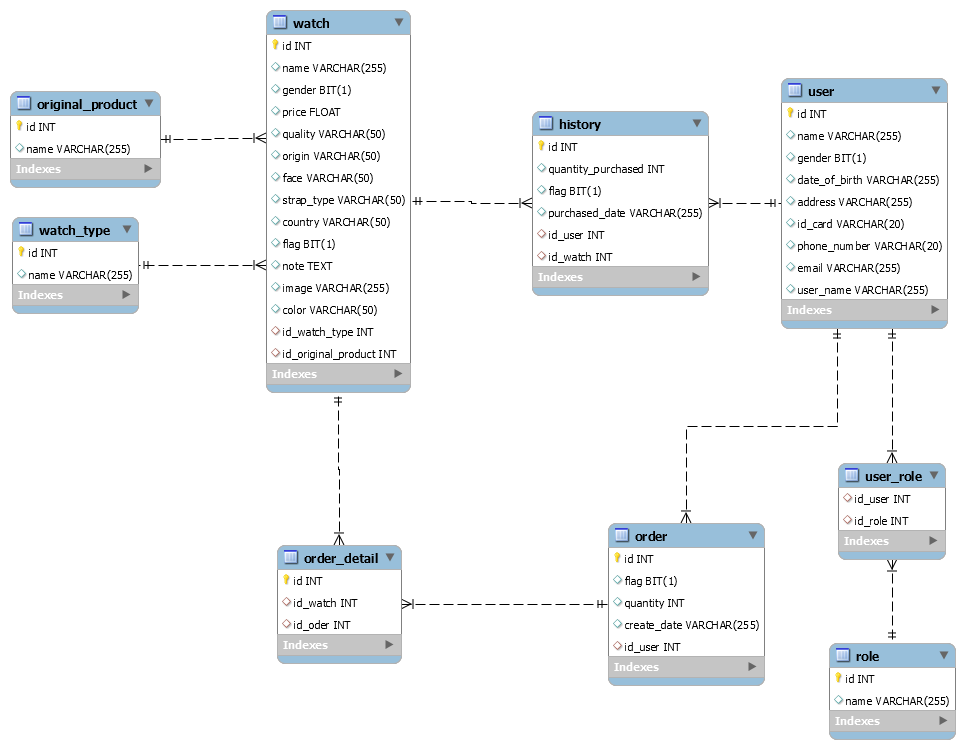 watch
id INT
name VARCHAR(255)
gender BIT(1)
price FLOAT
quality VARCHAR(50)
origin VARCHAR(50)
face VARCHAR(50)
strap_type VARCHAR(50)
country VARCHAR(50)
flag BIT(1)
note TEXT
image VARCHAR(255)
color VARCHAR(50)
id_watch_type INT
id_original_product INT
Indexes
original_product
id INT
name VARCHAR(255)
Indexes
watch_type
id INT
name VARCHAR(255)
Indexes
history
id INT
quantity_purchased INT
flag BIT(1)
purchased_date VARCHAR(255)
id_user INT
id_watch INT
Indexes
user
id INT
name VARCHAR(255)
gender BIT(1)
date_of_birth VARCHAR(255)
address VARCHAR(255)
id_card VARCHAR(20)
phone_number VARCHAR(20)
email VARCHAR(255)
user_name VARCHAR(255)
Indexes
user_role
id_user INT
id_role INT
Indexes
order_detail
id INT
id_watch INT
id_oder INT
Indexes
order
id INT
flag BIT(1)
quantity INT
create_date VARCHAR(255)
id_user INT
Indexes
role
id INT
name VARCHAR(255)
Indexes